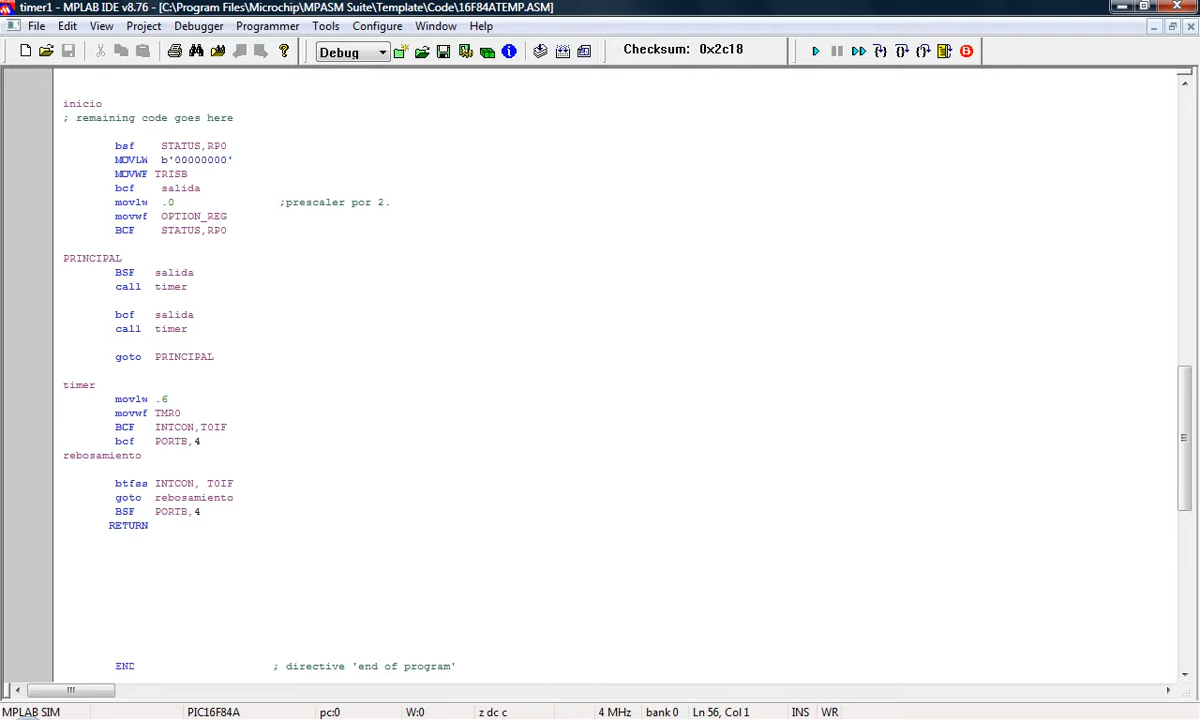 timer1 - MPLAB IDE v8.76 - [C:\Program Files\Microchip\MPASM Suite\Template\Code\16F84ATEMP.ASM]
File Edit View Project Debugger Programmer Tools Configure Window Help
Debug Checksum: 0x2c18
inicio
; remaining code goes here
bsf STATUS,RP0
MOVLW b'00000000'
MOVWF TRISB
bcf salida
movlw .0 ;prescaler por 2.
movwf OPTION_REG
BCF STATUS,RP0
PRINCIPAL
BSF salida
call timer
bcf salida
call timer
goto PRINCIPAL
timer
movlw .6
movwf TMR0
BCF INTCON,T0IF
bcf PORTB,4
rebosamiento
btfss INTCON, T0IF
goto rebosamiento
BSF PORTB,4
RETURN
END ; directive 'end of program'
MPLAB SIM PIC16F84A pc:0 W:0 z dc c 4 MHz bank 0 Ln 56, Col 1 INS WR